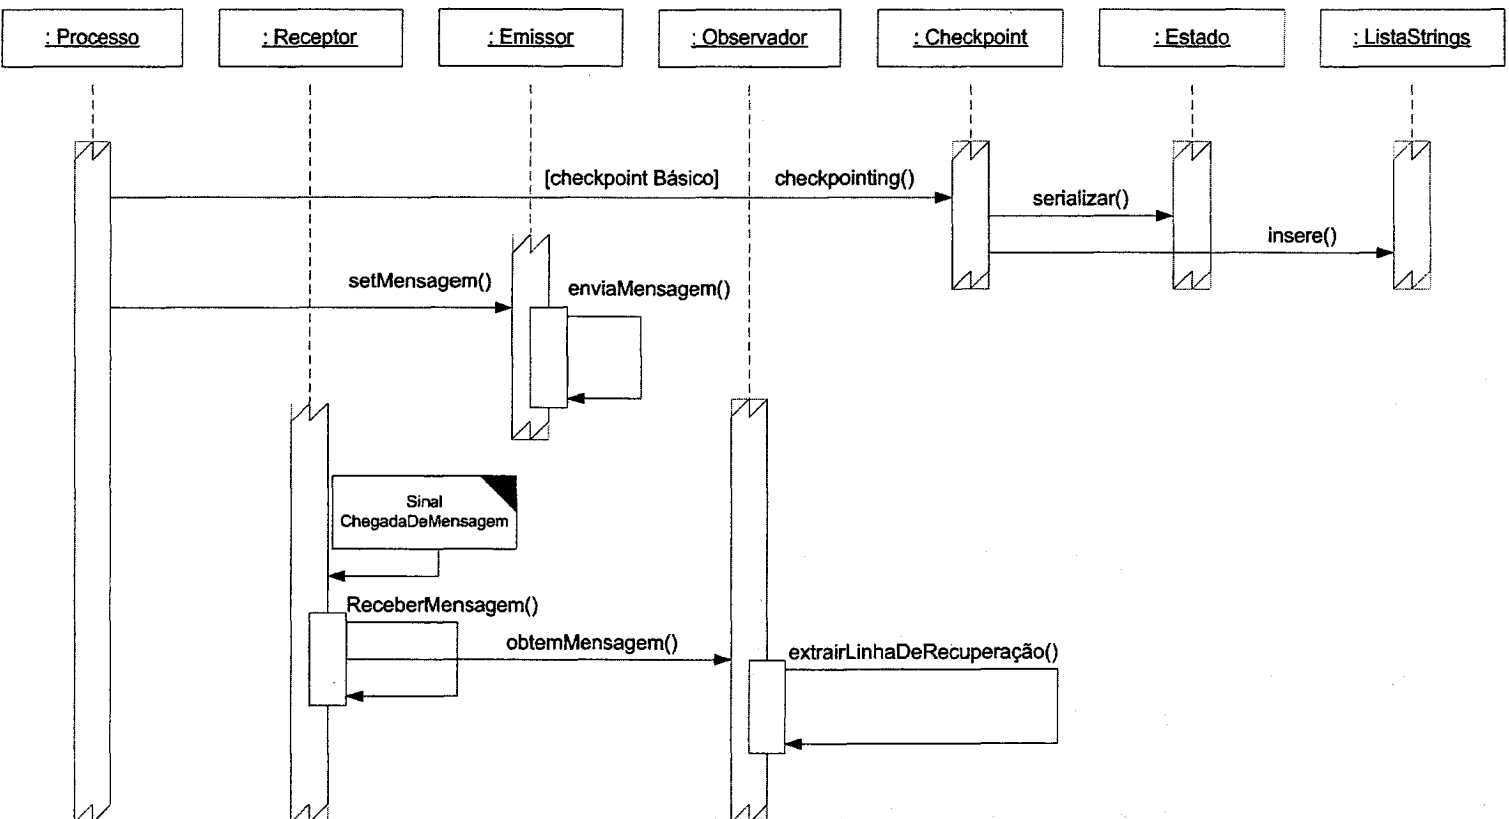 : Processo
: Receptor
: Emissor
: Observador
: Checkpoint
: Estado
: ListaStrings
[checkpoint Básico]
checkpointing()
serializar()
insere()
setMensagem()
enviaMensagem()
Sinal
ChegadaDeMensagem
ReceberMensagem()
obtemMensagem()
extrairLinhaDeRecuperação()